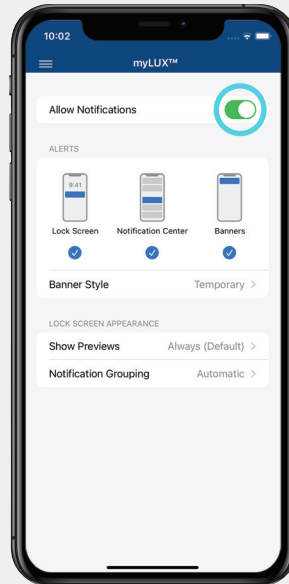 10:02
myLUX™
Allow Notifications
ALERTS
9:41
Lock Screen Notification Center Banners
Banner Style Temporary
LOCK SCREEN APPEARANCE
Show Previews Always (Default)
Notification Grouping Automatic